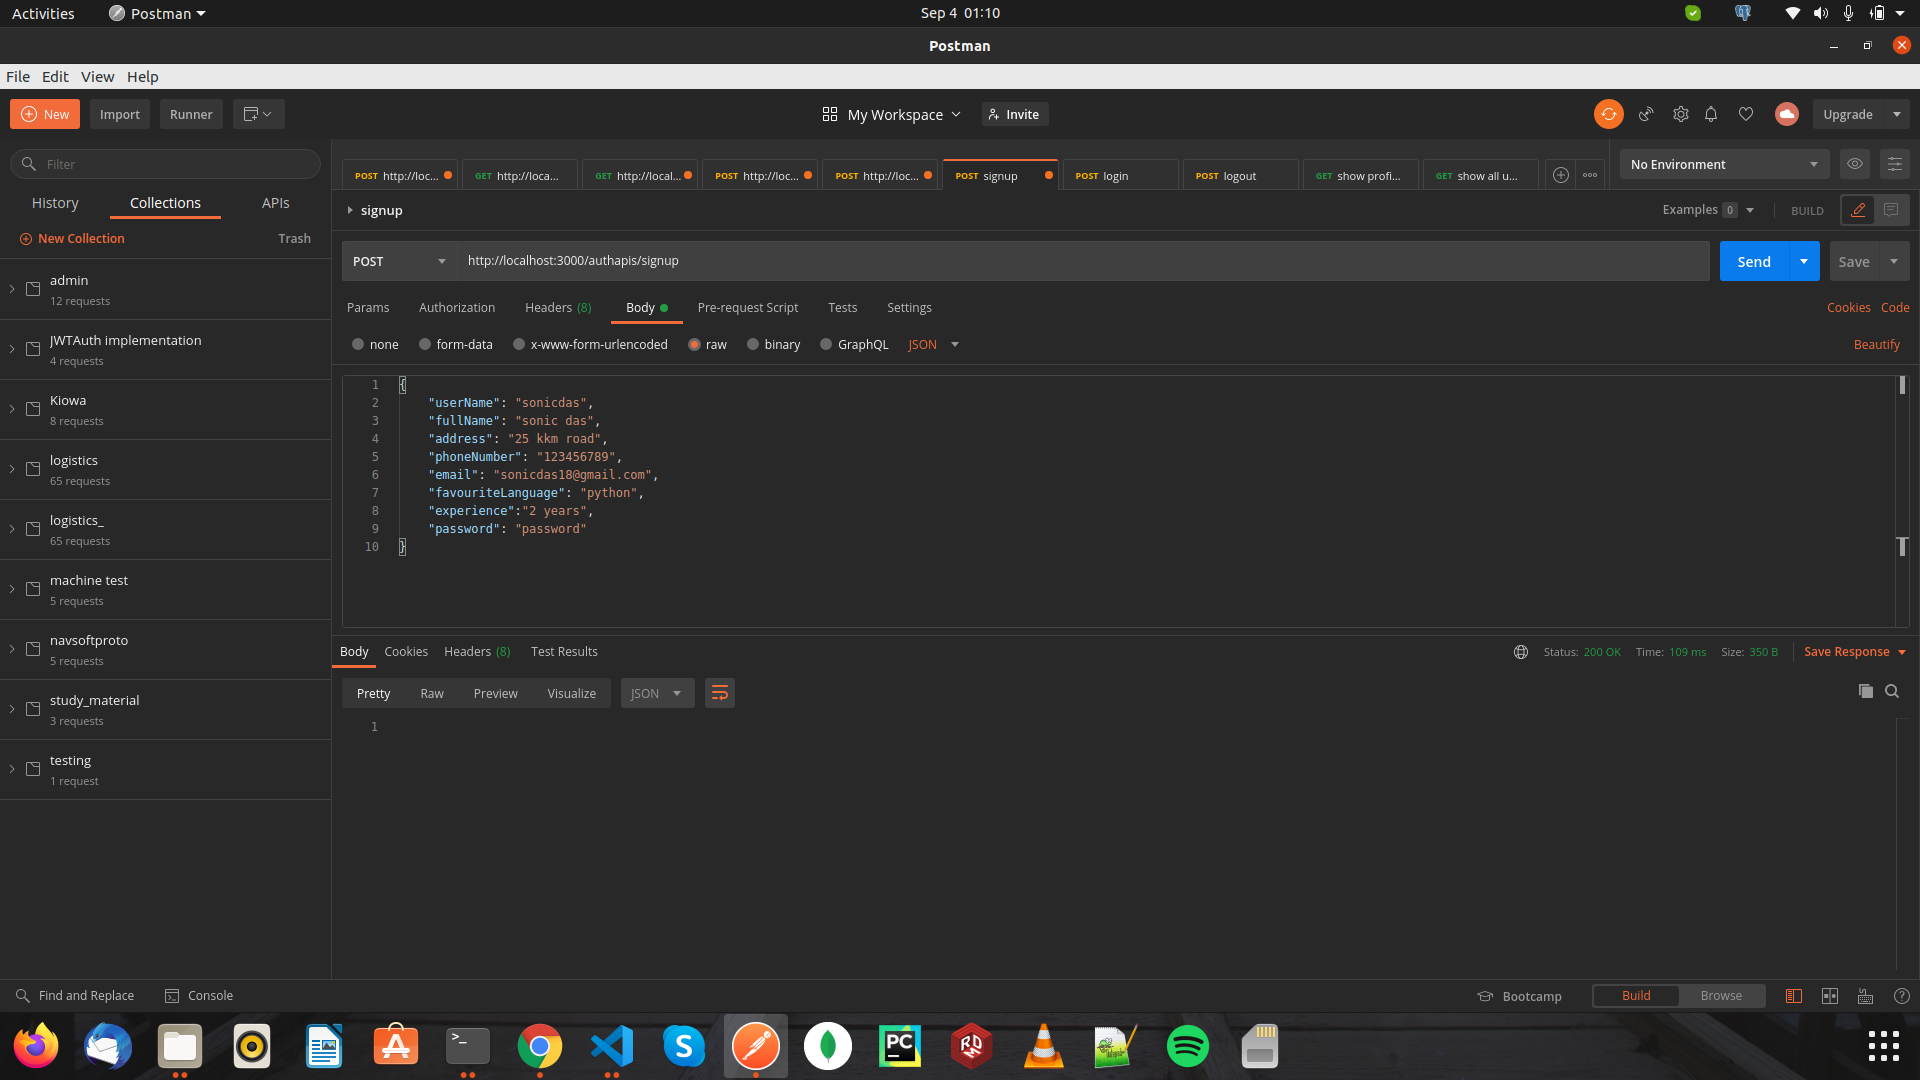 Activities Postman Sep 4 01:10
Postman
File Edit View Help
New Import Runner My Workspace Invite Upgrade
Filter
POST http://loc... GET http://loca... GET http://local... POST http://loc... POST http://loc... POST signup POST login POST logout GET show profi... GET show all u... No Environment
History Collections APIs
signup Examples 0 BUILD
New Collection Trash
POST http://localhost:3000/authapis/signup Send Save
Params Authorization Headers (8) Body Pre-request Script Tests Settings Cookies Code
none form-data x-www-form-urlencoded raw binary GraphQL JSON Beautify
1 {
2 "userName": "sonicdas",
3 "fullName": "sonic das",
4 "address": "25 kkm road",
5 "phoneNumber": "123456789",
6 "email": "sonicdas18@gmail.com",
7 "favouriteLanguage": "python",
8 "experience":"2 years",
9 "password": "password"
10 }
admin
12 requests
JWTAuth implementation
4 requests
Kiowa
8 requests
logistics
65 requests
logistics_
65 requests
machine test
5 requests
navsoftproto
5 requests
study_material
3 requests
testing
1 request
Body Cookies Headers (8) Test Results Status: 200 OK Time: 109 ms Size: 350 B Save Response
Pretty Raw Preview Visualize JSON
1
Find and Replace Console Bootcamp Build Browse
>_ S PC RDM